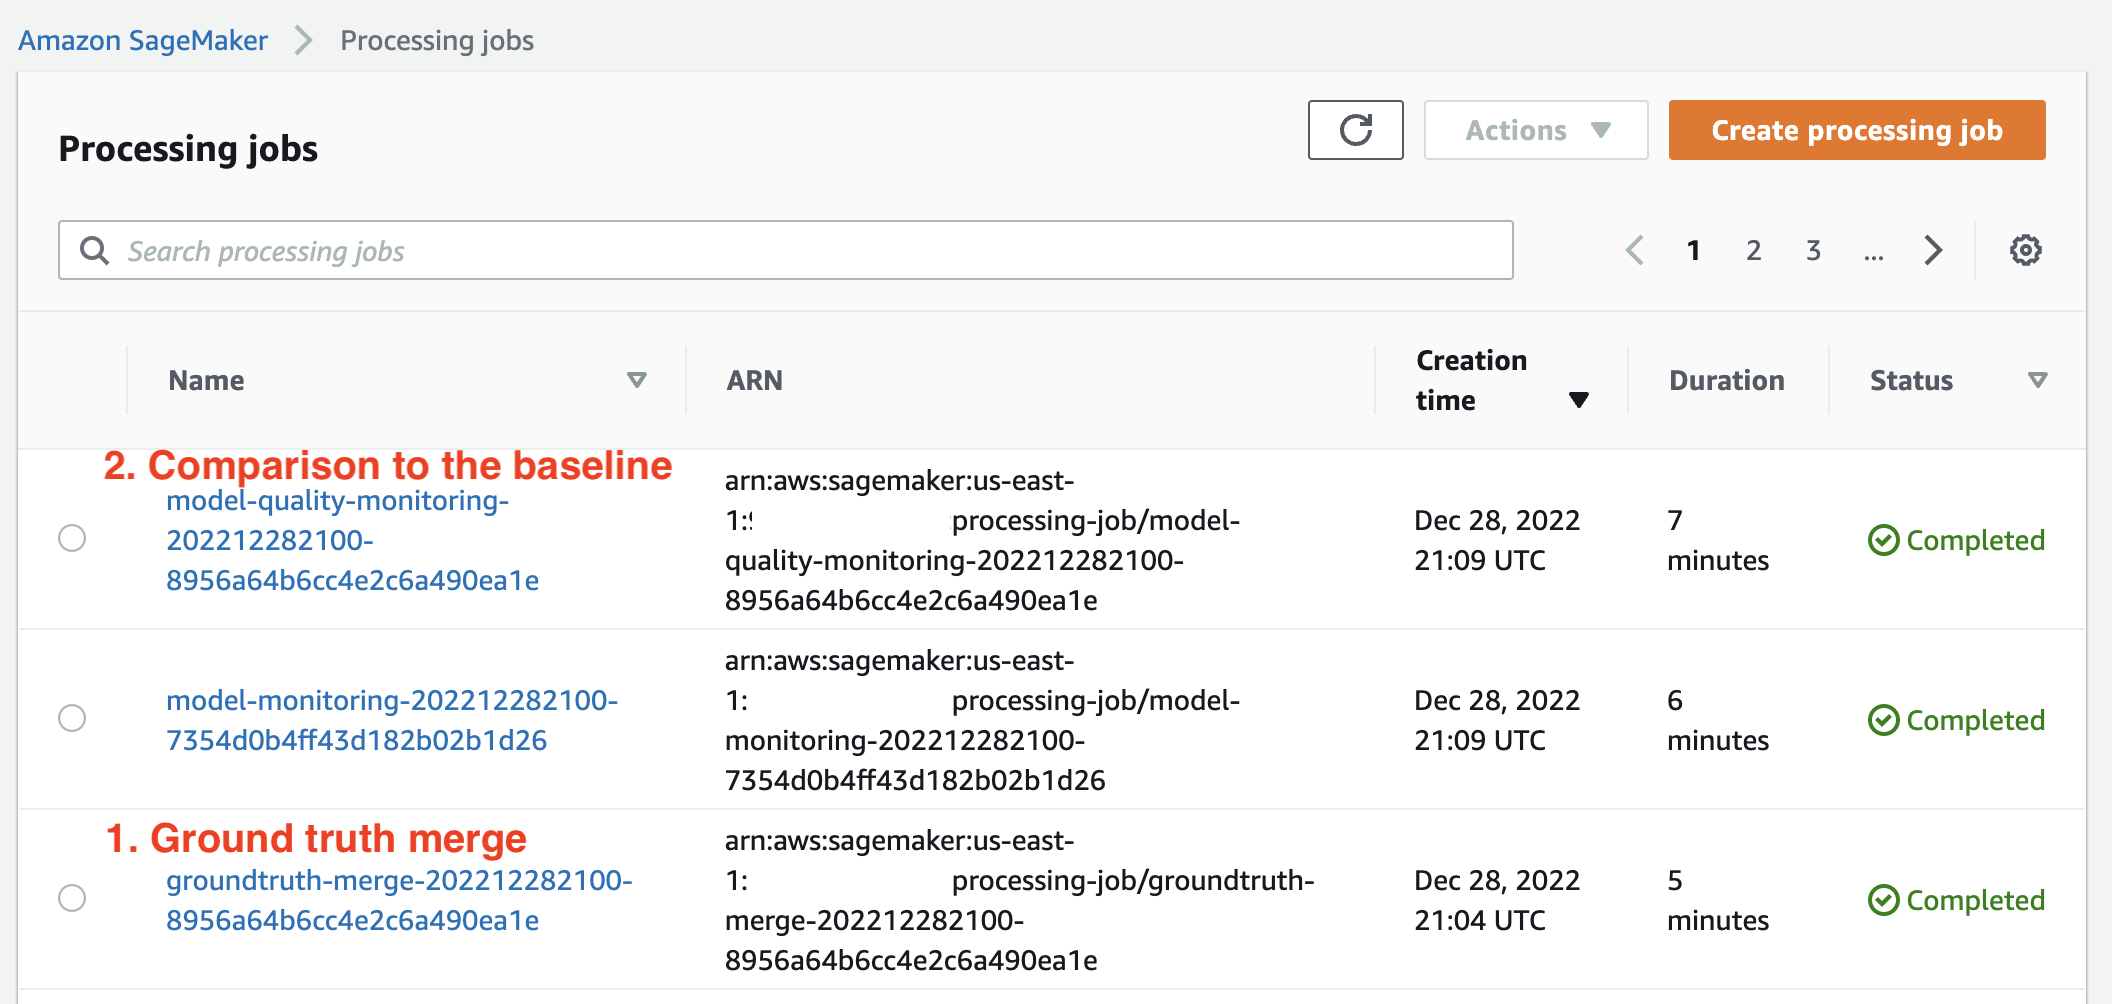 Amazon SageMaker > Processing jobs
Processing jobs
Actions
Create processing job
Search processing jobs
1 2 3 ...
Name
ARN
Creation time
Duration
Status
2. Comparison to the baseline
model-quality-monitoring-
202212282100-
8956a64b6cc4e2c6a490ea1e
arn:aws:sagemaker:us-east-
1: processing-job/model-
quality-monitoring-202212282100-
8956a64b6cc4e2c6a490ea1e
Dec 28, 2022
21:09 UTC
7
minutes
Completed
model-monitoring-202212282100-
7354d0b4ff43d182b02b1d26
arn:aws:sagemaker:us-east-
1: processing-job/model-
monitoring-202212282100-
7354d0b4ff43d182b02b1d26
Dec 28, 2022
21:09 UTC
6
minutes
Completed
1. Ground truth merge
groundtruth-merge-202212282100-
8956a64b6cc4e2c6a490ea1e
arn:aws:sagemaker:us-east-
1: processing-job/groundtruth-
merge-202212282100-
8956a64b6cc4e2c6a490ea1e
Dec 28, 2022
21:04 UTC
5
minutes
Completed